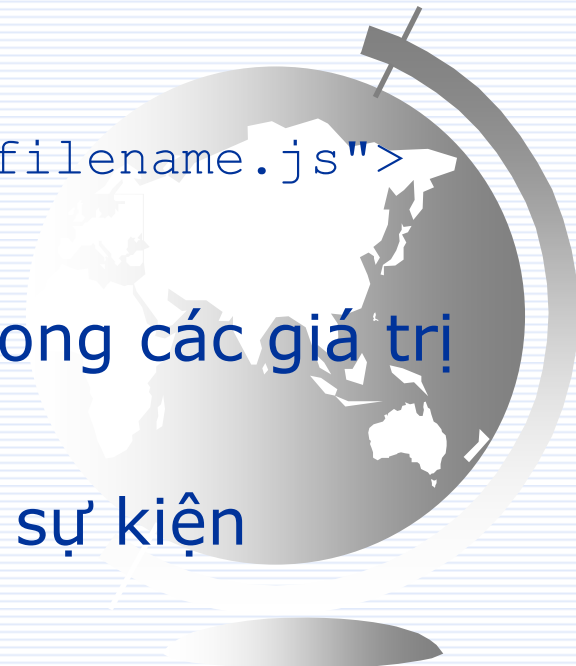 filename.js">
ong các giá trị
sự kiện